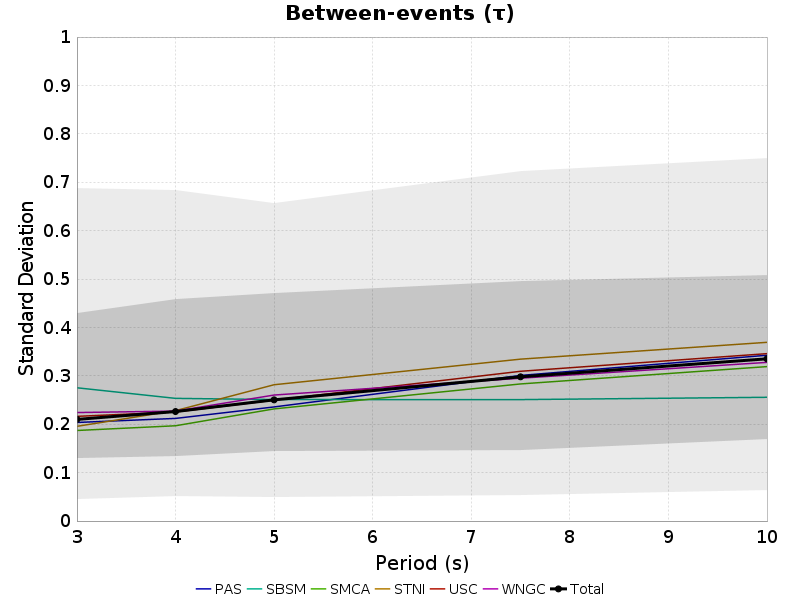 Between-events (τ)
Standard Deviation
1
0.9
0.8
0.7
0.6
0.5
0.4
0.3
0.2
0.1
0
3 4 5 6 7 8 9 10
Period (s)
PAS SBSM SMCA STNI USC WNGC Total